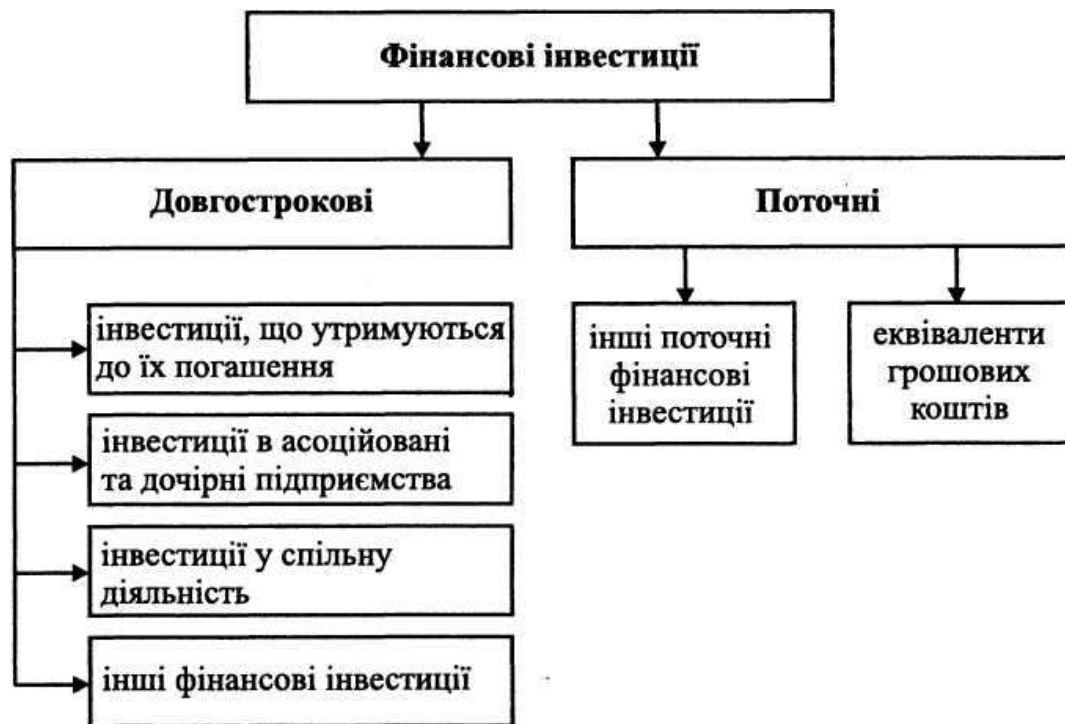 Фінансові інвестиції
Довгострокові
Поточні
інвестиції, що утримуються
до їх погашення
інвестиції в асоційовані
та дочірні підприємства
інвестиції у спільну
діяльність
інші фінансові інвестиції
інші поточні
фінансові
інвестиції
еквіваленти
грошових
коштів